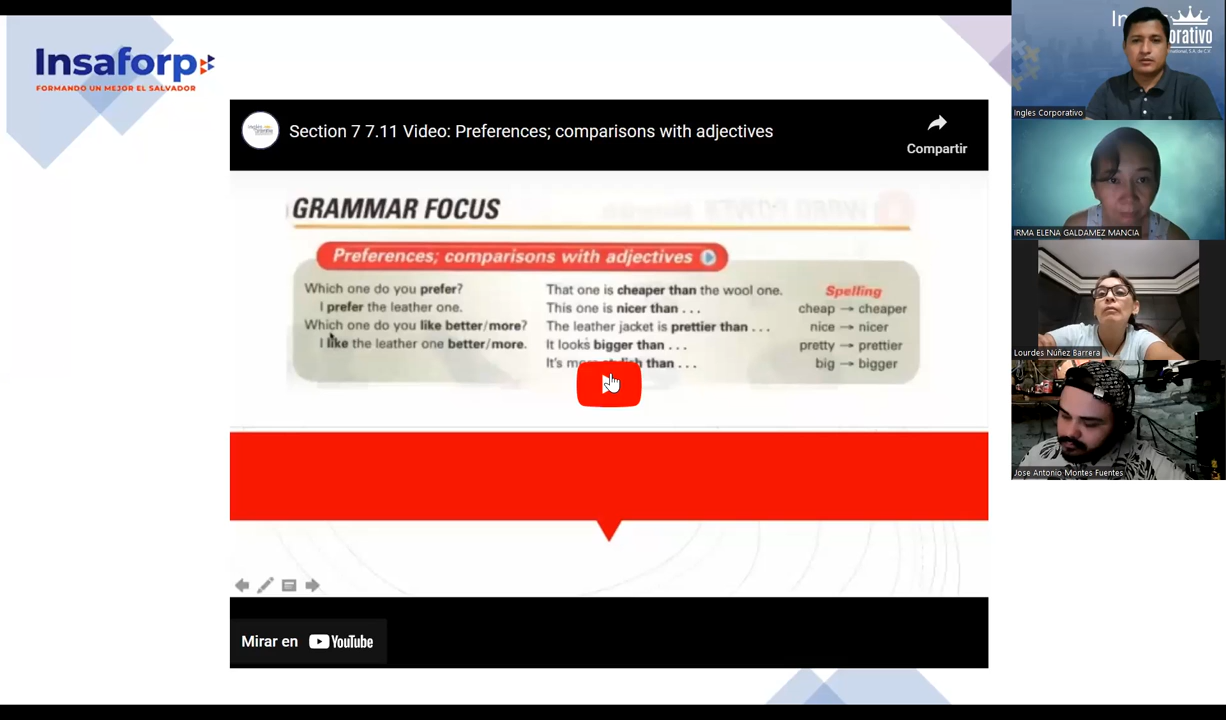 Insaforp
FORMANDO UN MEJOR EL SALVADOR
Section 7 7.11 Video: Preferences; comparisons with adjectives
Compartir
GRAMMAR FOCUS
Preferences; comparisons with adjectives
Which one do you prefer?
I prefer the leather one.
Which one do you like better/more?
I like the leather one better/more.
That one is cheaper than the wool one.
This one is nicer than . . .
The leather jacket is prettier than . . .
It looks bigger than . . .
It's than . . .
Spelling
cheap → cheaper
nice → nicer
pretty → prettier
big → bigger
Mirar en YouTube
Ingles Corporativo
IRMA ELENA GALDAMEZ MANCIA
Lourdes Núñez Barrera
Jose Antonio Montes Fuentes